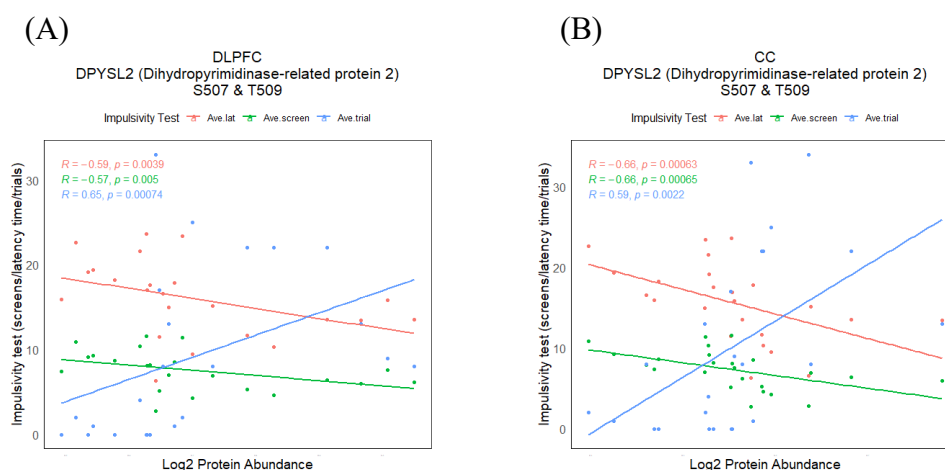 (A)
DLPFC
DPYSL2 (Dihydropyrimidinase-related protein 2)
S507 & T509
Impulsivity Test Ave.lat Ave.screen Ave.trial
R = −0.59, p = 0.0039
R = −0.57, p = 0.005
R = 0.65, p = 0.00074
Impulsivity test (screens/latency time/trials)
30
20
10
0
Log2 Protein Abundance
(B)
CC
DPYSL2 (Dihydropyrimidinase-related protein 2)
S507 & T509
Impulsivity Test Ave.lat Ave.screen Ave.trial
R = −0.66, p = 0.00063
R = −0.66, p = 0.00065
R = 0.59, p = 0.0022
Impulsivity test (screens/latency time/trials)
30
20
10
0
Log2 Protein Abundance